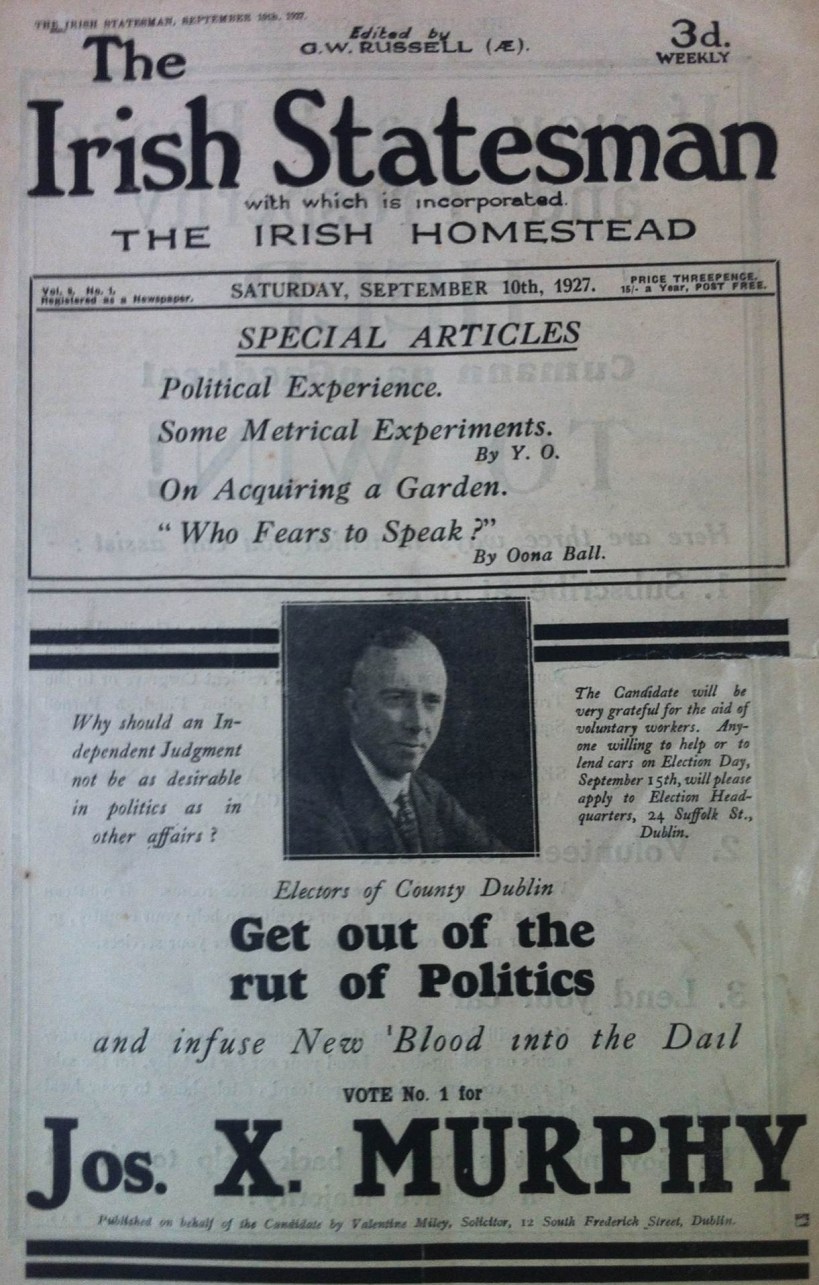 THE IRISH STATESMAN, SEPTEMBER 10th, 1927.
Edited by
G.W. RUSSELL (Æ).
3d.
WEEKLY
The
Irish Statesman
with which is incorporated.
THE IRISH HOMESTEAD
Vol. 9, No. 1,
Registered as a Newspaper.
SATURDAY, SEPTEMBER 10th, 1927.
PRICE THREEPENCE.
15/- a Year, POST FREE.
SPECIAL ARTICLES
Political Experience.
Some Metrical Experiments.
By Y. O.
On Acquiring a Garden.
“Who Fears to Speak?”
By Oona Ball.
Why should an In-
dependent Judgment
not be as desirable
in politics as in
other affairs?
The Candidate will be
very grateful for the aid of
voluntary workers. Any-
one willing to help or to
lend cars on Election Day,
September 15th, will please
apply to Election Head-
quarters, 24 Suffolk St.,
Dublin.
Electors of County Dublin
Get out of the
rut of Politics
and infuse New Blood into the Dail
VOTE No. 1 for
Jos. X. MURPHY
Published on behalf of the Candidate by Valentine Miley, Solicitor, 12 South Frederick Street, Dublin.